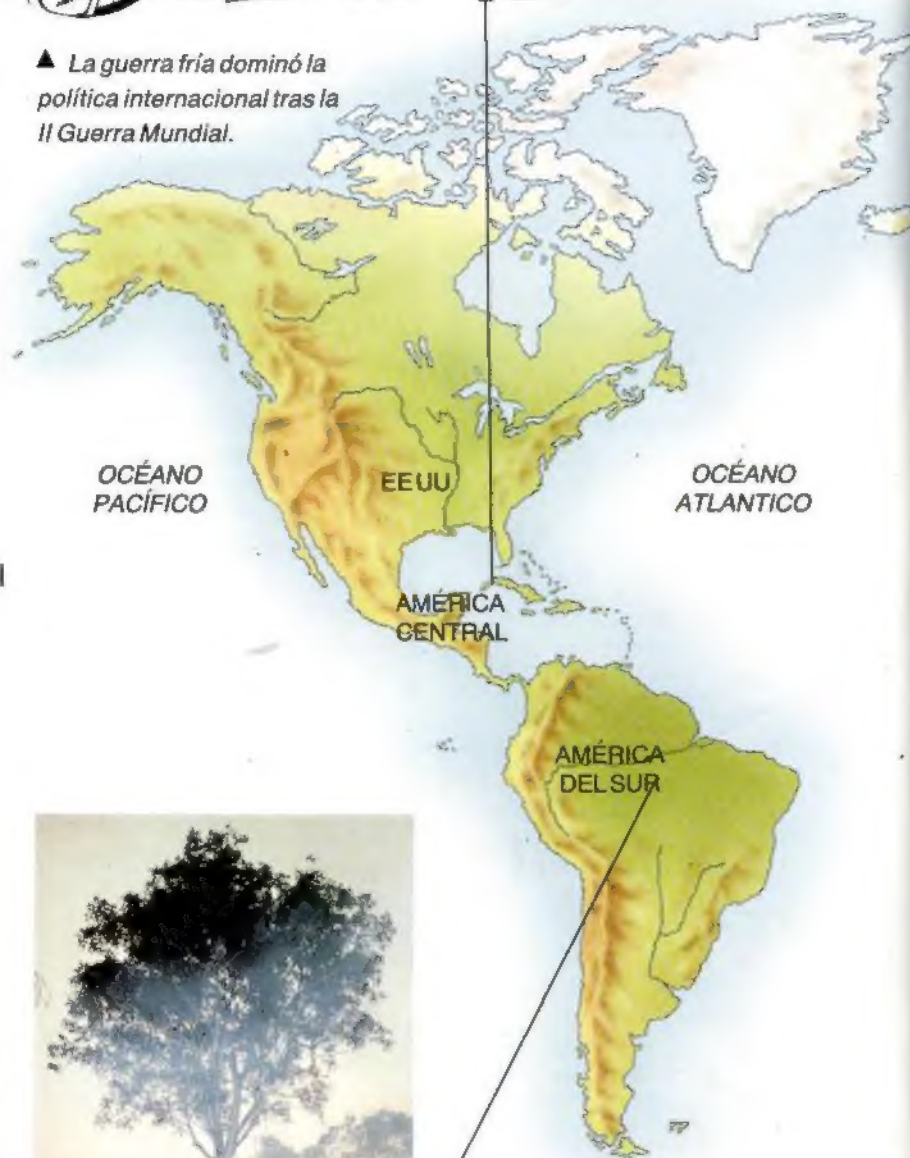 ▲ La guerra fría dominó la
política internacional tras la
II Guerra Mundial.
OCÉANO
PACÍFICO
EEUU
OCÉANO
ATLANTICO
AMÉRICA
CENTRAL
AMÉRICA
DEL SUR